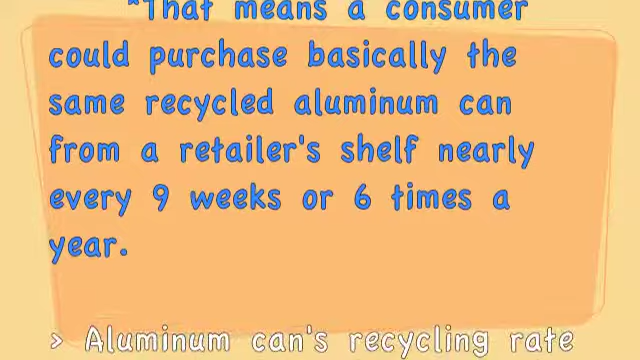 *That means a consumer
could purchase basically the
same recycled aluminum can
from a retailer's shelf nearly
every 9 weeks or 6 times a
year.
> Aluminum can's recycling rate